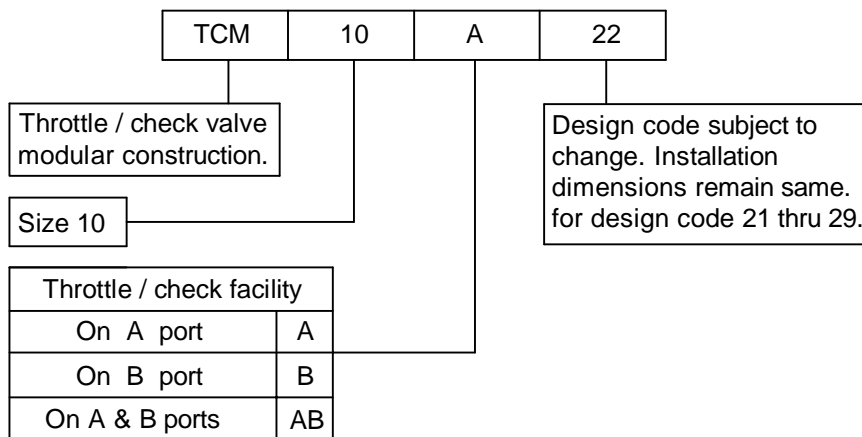 TCM 10 A 22
Throttle / check valve
modular construction.
Design code subject to
change. Installation
dimensions remain same.
for design code 21 thru 29.
Size 10
Throttle / check facility
On A port A
On B port B
On A & B ports AB